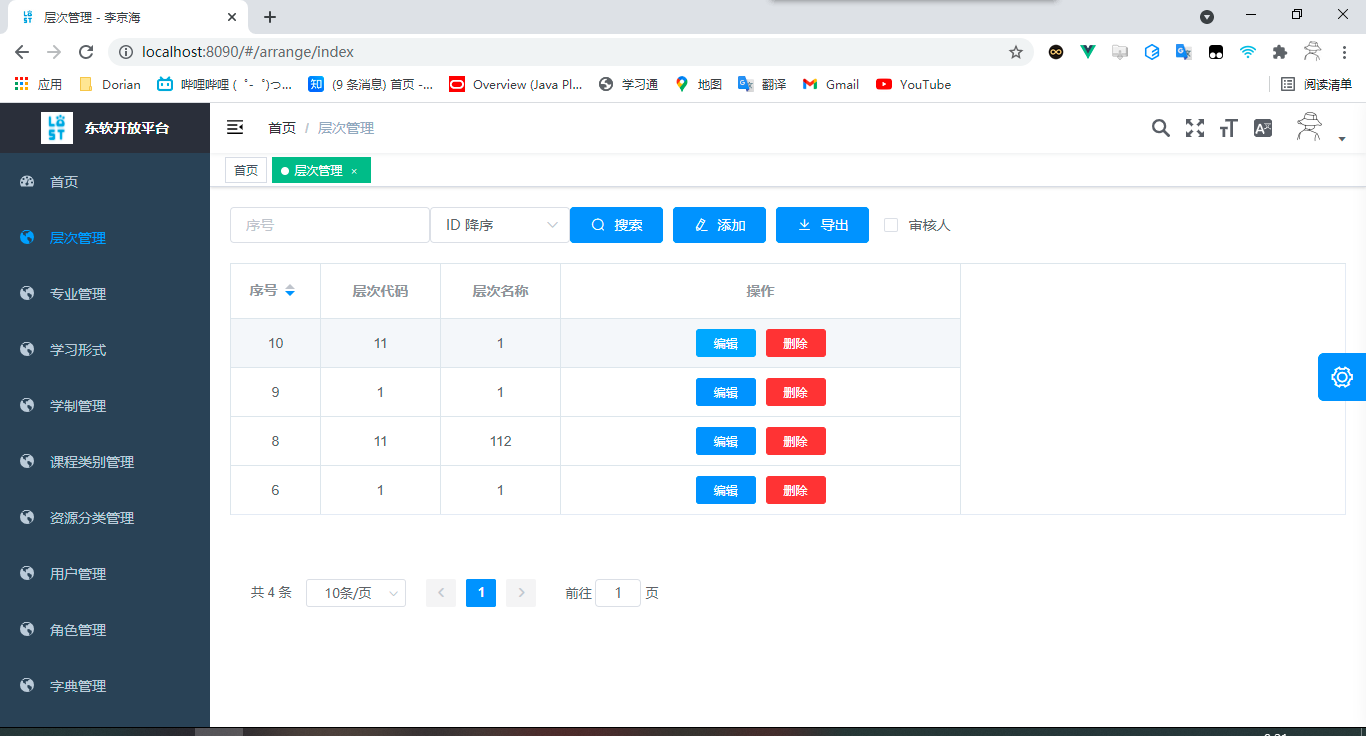 层次管理 - 李京海
localhost:8090/#/arrange/index
应用 Dorian 哔哩哔哩 ( ゜- ゜)つ... (9 条消息) 首页 -... Overview (Java Pl... 学习通 地图 翻译 Gmail YouTube 阅读清单
LOST 东软开放平台
首页 / 层次管理
首页 层次管理 ×
首页
层次管理
专业管理
学习形式
学制管理
课程类别管理
资源分类管理
用户管理
角色管理
字典管理
序号 ID 降序 搜索 添加 导出 审核人
序号 层次代码 层次名称 操作
10 11 1 编辑 删除
9 1 1 编辑 删除
8 11 112 编辑 删除
6 1 1 编辑 删除
共 4 条 10条/页 1 前往 1 页